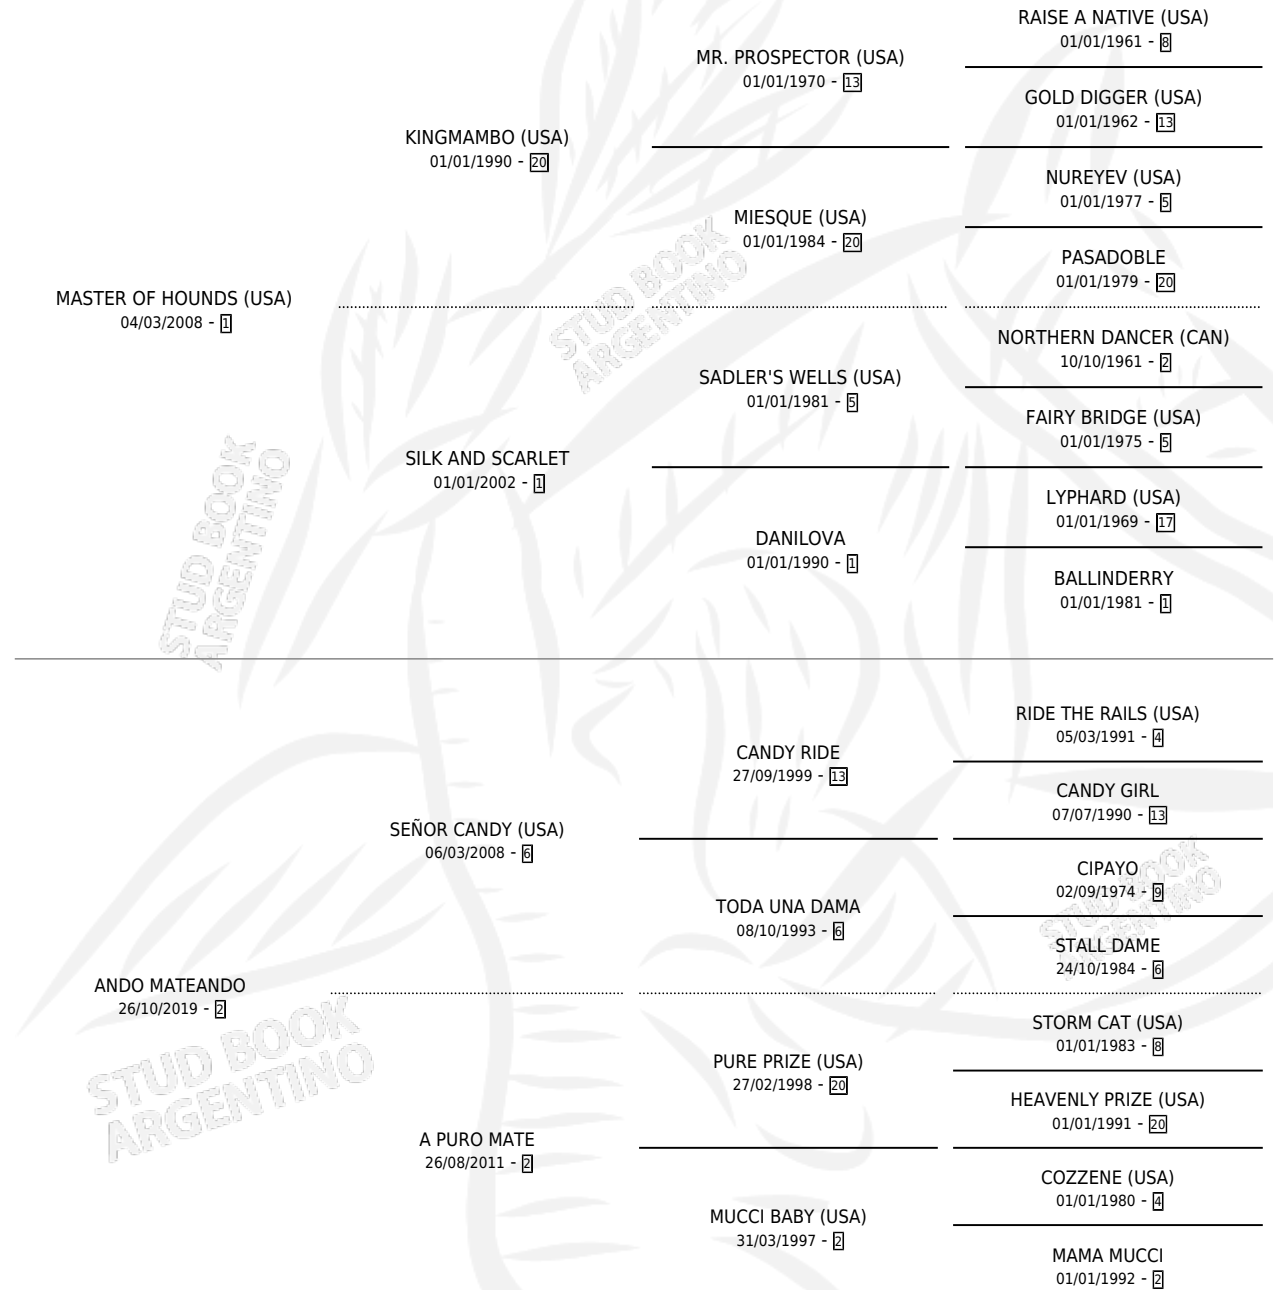 RAISE A NATIVE (USA)
01/01/1961 - 8
MR. PROSPECTOR (USA)
01/01/1970 - 13
GOLD DIGGER (USA)
01/01/1962 - 13
KINGMAMBO (USA)
01/01/1990 - 20
NUREYEV (USA)
01/01/1977 - 5
MIESQUE (USA)
01/01/1984 - 20
PASADOBLE
01/01/1979 - 20
MASTER OF HOUNDS (USA)
04/03/2008 - 1
STUD BOOK
ARGENTINO
NORTHERN DANCER (CAN)
10/10/1961 - 2
SADLER'S WELLS (USA)
01/01/1981 - 5
FAIRY BRIDGE (USA)
01/01/1975 - 5
SILK AND SCARLET
01/01/2002 - 1
LYPHARD (USA)
01/01/1969 - 17
DANILOVA
01/01/1990 - 1
BALLINDERRY
01/01/1981 - 1
STUD BOOK
ARGENTINO
RIDE THE RAILS (USA)
05/03/1991 - 4
CANDY RIDE
27/09/1999 - 13
CANDY GIRL
07/07/1990 - 13
SEÑOR CANDY (USA)
06/03/2008 - 6
CIPAYO
02/09/1974 - 9
TODA UNA DAMA
08/10/1993 - 6
STUD BOOK
ARGENTINO
STALL DAME
24/10/1984 - 6
ANDO MATEANDO
26/10/2019 - 2
STUD BOOK
ARGENTINO
STORM CAT (USA)
01/01/1983 - 8
PURE PRIZE (USA)
27/02/1998 - 20
HEAVENLY PRIZE (USA)
01/01/1991 - 20
A PURO MATE
26/08/2011 - 2
COZZENE (USA)
01/01/1980 - 4
MUCCI BABY (USA)
31/03/1997 - 2
MAMA MUCCI
01/01/1992 - 2